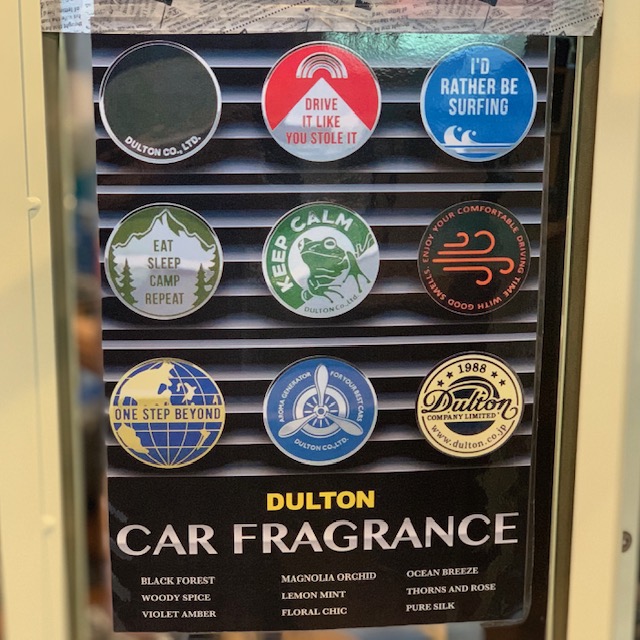 DULTON CO., LTD.
DRIVE
IT LIKE
YOU STOLE IT
I'D
RATHER BE
SURFING
EAT
SLEEP
CAMP
REPEAT
KEEP CALM
DULTON Co., Ltd.
ENJOY YOUR COMFORTABLE DRIVING TIME WITH GOOD SMELLS.
ONE STEP BEYOND
AROMA GENERATOR FOR YOUR BEST CARS
DULTON CO., LTD.
1988
Dulton
COMPANY LIMITED
www.dulton.co.jp
DULTON
CAR FRAGRANCE
BLACK FOREST
WOODY SPICE
VIOLET AMBER
MAGNOLIA ORCHID
LEMON MINT
FLORAL CHIC
OCEAN BREEZE
THORNS AND ROSE
PURE SILK